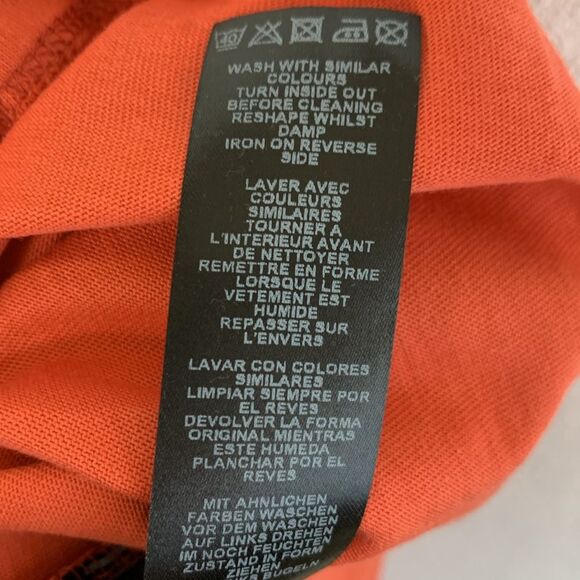 40
WASH WITH SIMILAR
COLOURS
TURN INSIDE OUT
BEFORE CLEANING
RESHAPE WHILST
DAMP
IRON ON REVERSE
SIDE
LAVER AVEC
COULEURS
SIMILAIRES
TOURNER A
L'INTERIEUR AVANT
DE NETTOYER
REMETTRE EN FORME
LORSQUE LE
VETEMENT EST
HUMIDE
REPASSER SUR
L'ENVERS
LAVAR CON COLORES
SIMILARES
LIMPIAR SIEMPRE POR
EL REVES
DEVOLVER LA FORMA
ORIGINAL MIENTRAS
ESTE HUMEDA
PLANCHAR POR EL
REVES
MIT AHNLICHEN
FARBEN WASCHEN
VOR DEM WASCHEN
AUF LINKS DREHEN
IM NOCH FEUCHTEN
ZUSTAND IN FORM
ZIEHEN
BUGELN